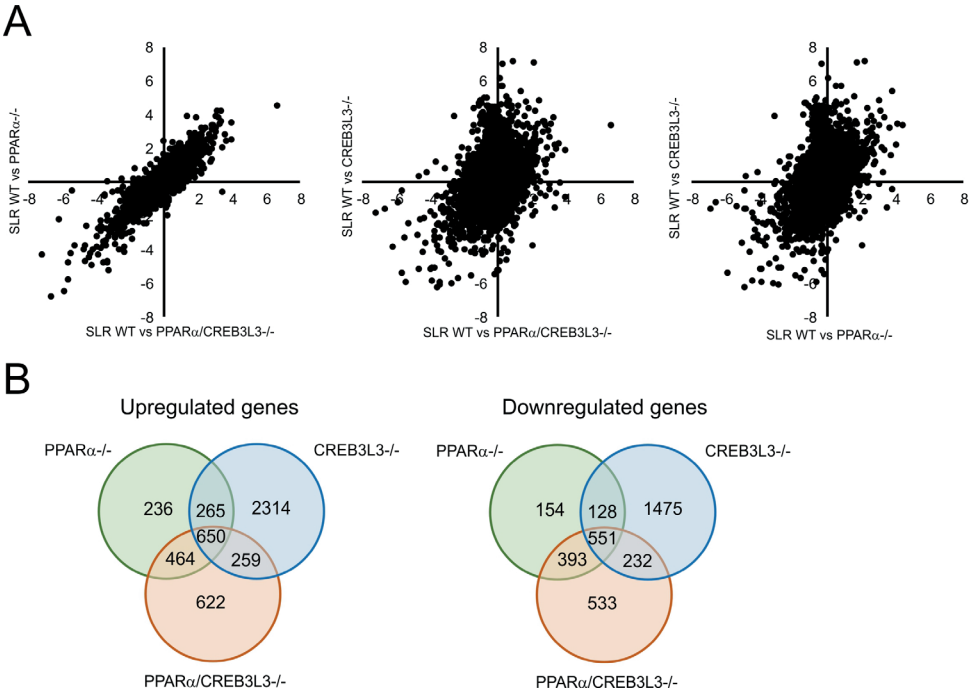 A
8
6
4
2
-8 -6 -4 2 4 6 8
-2
-4
-6
-8
SLR WT vs PPARα-/-
SLR WT vs PPARα/CREB3L3-/-
8
6
-8 -6 -4 4 6 8
-6
-8
SLR WT vs CREB3L3-/-
SLR WT vs PPARα/CREB3L3-/-
8
6
4
-8 -6 -4 2 4 6 8
-4
-6
-8
SLR WT vs CREB3L3-/-
SLR WT vs PPARα-/-
B
Upregulated genes
PPARα-/- CREB3L3-/-
236 265 2314
650
464 259
622
PPARα/CREB3L3-/-
Downregulated genes
PPARα-/- CREB3L3-/-
154 128 1475
551
393 232
533
PPARα/CREB3L3-/-